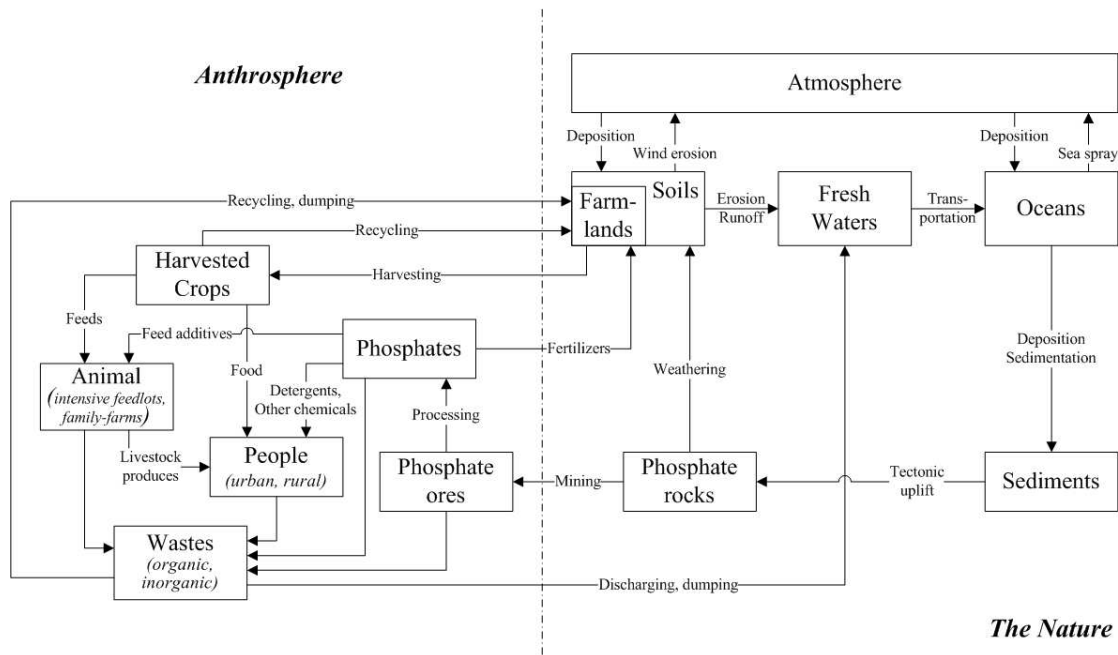 Anthrosphere
Atmosphere
Deposition
Wind erosion
Deposition
Sea spray
Recycling, dumping
Recycling
Soils
Farm-
lands
Erosion
Runoff
Fresh
Waters
Trans-
portation
Oceans
Harvested
Crops
Harvesting
Feeds
Feed additives
Phosphates
Fertilizers
Food
Weathering
Deposition
Sedimentation
Animal
(intensive feedlots,
family-farms)
Detergents,
Other chemicals
Processing
Livestock
produces
People
(urban, rural)
Phosphate
ores
Mining
Phosphate
rocks
Tectonic
uplift
Sediments
Wastes
(organic,
inorganic)
Discharging, dumping
The Nature